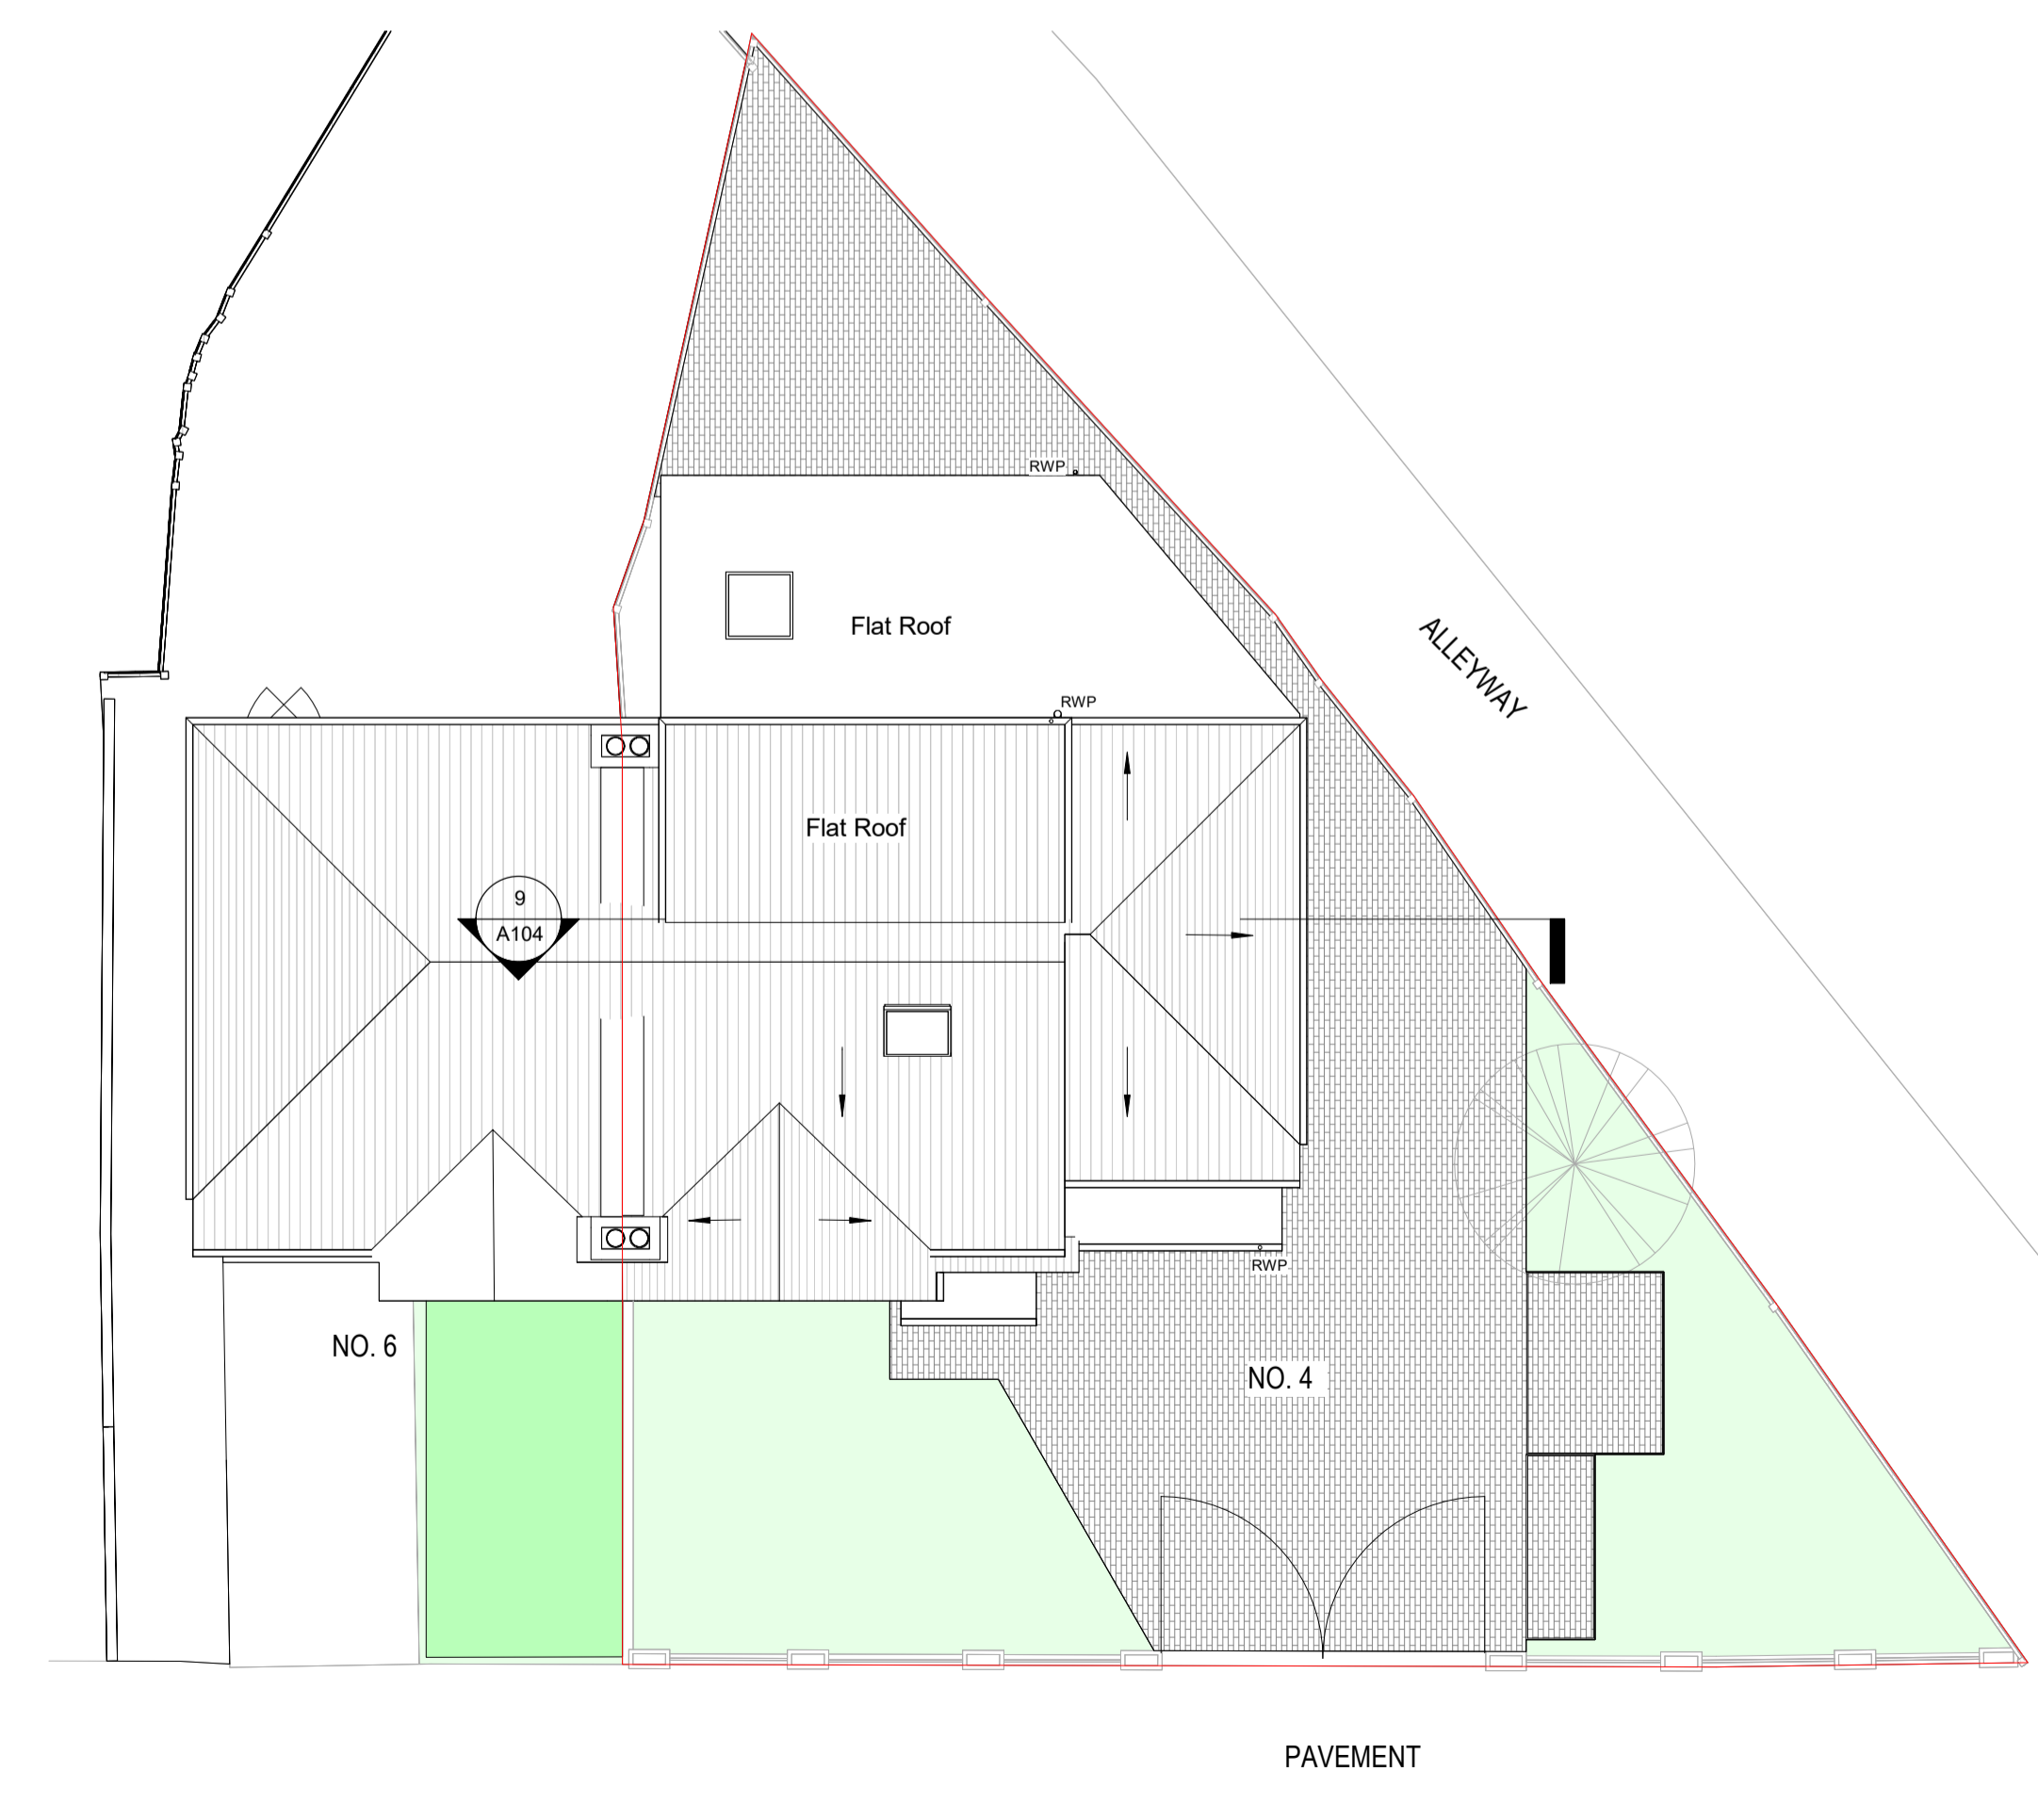 RWP
Flat Roof
ALLEYWAY
RWP
Flat Roof
9
A104
RWP
NO. 6
NO. 4
PAVEMENT